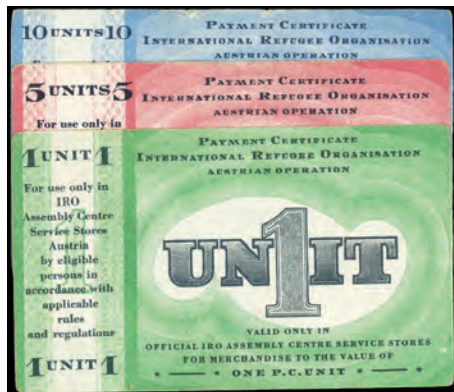 10 UNITS 10
PAYMENT CERTIFICATE
INTERNATIONAL REFUGEE ORGANISATION
AUSTRIAN OPERATION
5 UNITS 5
For use only in
PAYMENT CERTIFICATE
INTERNATIONAL REFUGEE ORGANISATION
AUSTRIAN OPERATION
1 UNIT 1
For use only in
IRO
Assembly Centre
Service Stores
Austria
by eligible
persons in
accordance with
applicable
rules
and regulations
1 UNIT 1
PAYMENT CERTIFICATE
INTERNATIONAL REFUGEE ORGANISATION
AUSTRIAN OPERATION
UN1IT
VALID ONLY IN
OFFICIAL IRO ASSEMBLY CENTRE SERVICE STORES
FOR MERCHANDISE TO THE VALUE OF
ONE P.C. UNIT